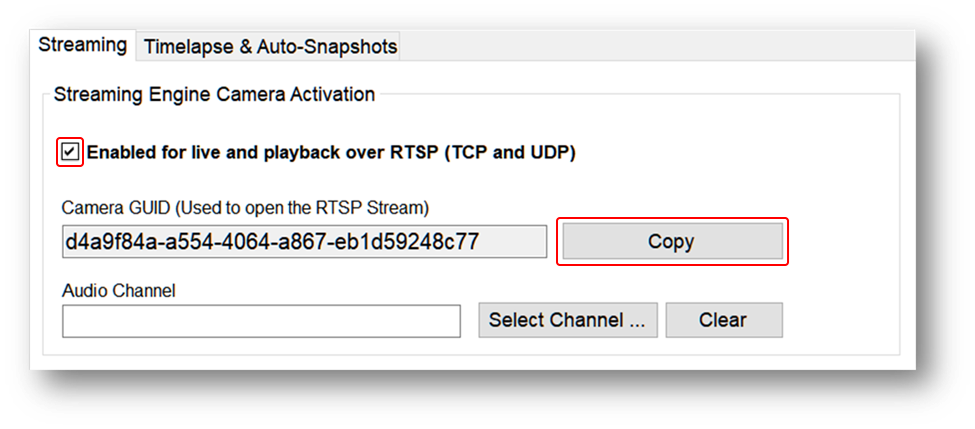 Streaming
Timelapse & Auto-Snapshots
Streaming Engine Camera Activation
Enabled for live and playback over RTSP (TCP and UDP)
Camera GUID (Used to open the RTSP Stream)
d4a9f84a-a554-4064-a867-eb1d59248c77
Copy
Audio Channel
Select Channel ...
Clear